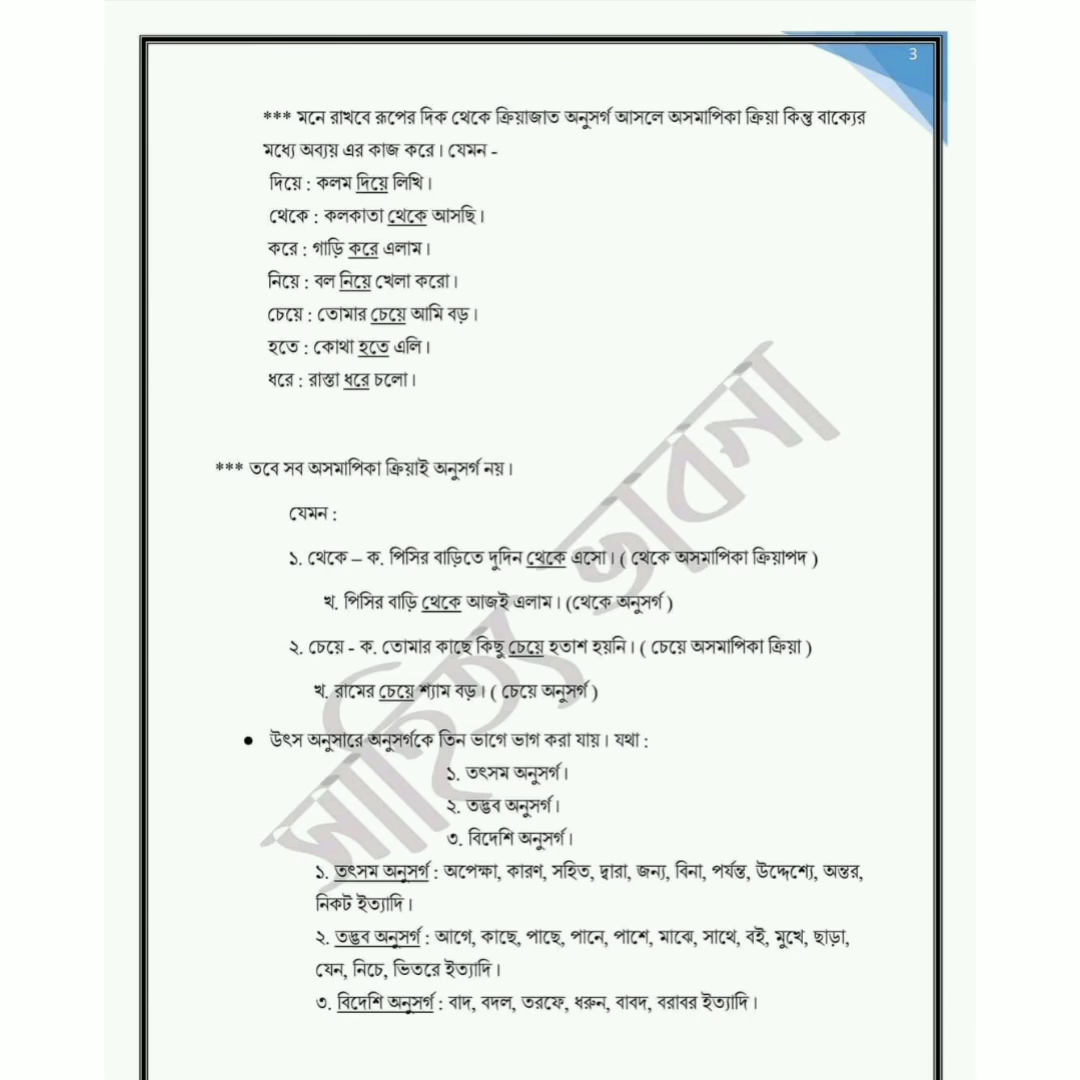 3
*** মনে রাখবে রূপের দিক থেকে ক্রিয়াজাত অনুসর্গ আসলে অসমাপিকা ক্রিয়া কিন্তু বাক্যের
মধ্যে অব্যয় এর কাজ করে। যেমন -
দিয়ে : কলম দিয়ে লিখি।
থেকে : কলকাতা থেকে আসছি।
করে : গাড়ি করে এলাম।
নিয়ে : বল নিয়ে খেলা করো।
চেয়ে : তোমার চেয়ে আমি বড়।
হতে : কোথা হতে এলি।
ধরে : রাস্তা ধরে চলো।
*** তবে সব অসমাপিকা ক্রিয়াই অনুসর্গ নয়।
যেমন :
১. থেকে – ক. পিসির বাড়িতে দুদিন থেকে এসো। ( থেকে অসমাপিকা ক্রিয়াপদ )
খ. পিসির বাড়ি থেকে আজই এলাম। (থেকে অনুসর্গ )
২. চেয়ে - ক. তোমার কাছে কিছু চেয়ে হতাশ হয়নি। ( চেয়ে অসমাপিকা ক্রিয়া )
খ. রামের চেয়ে শ্যাম বড়। ( চেয়ে অনুসর্গ )
• উৎস অনুসারে অনুসর্গকে তিন ভাগে ভাগ করা যায়। যথা :
১. তৎসম অনুসর্গ।
২. তদ্ভব অনুসর্গ।
৩. বিদেশি অনুসর্গ।
১. তৎসম অনুসর্গ : অপেক্ষা, কারণ, সহিত, দ্বারা, জন্য, বিনা, পর্যন্ত, উদ্দেশ্যে, অন্তর,
নিকট ইত্যাদি।
২. তদ্ভব অনুসর্গ : আগে, কাছে, পাছে, পানে, পাশে, মাঝে, সাথে, বই, মুখে, ছাড়া,
যেন, নিচে, ভিতরে ইত্যাদি।
৩. বিদেশি অনুসর্গ : বাদ, বদল, তরফে, ধরুন, বাবদ, বরাবর ইত্যাদি।
সাহিত্য ভাবনা